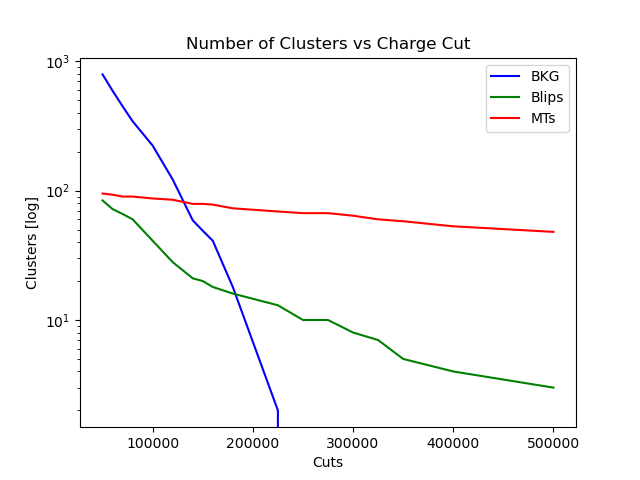 Number of Clusters vs Charge Cut
BKG
Blips
MTs
Clusters [log]
10³
10²
10¹
100000 200000 300000 400000 500000
Cuts